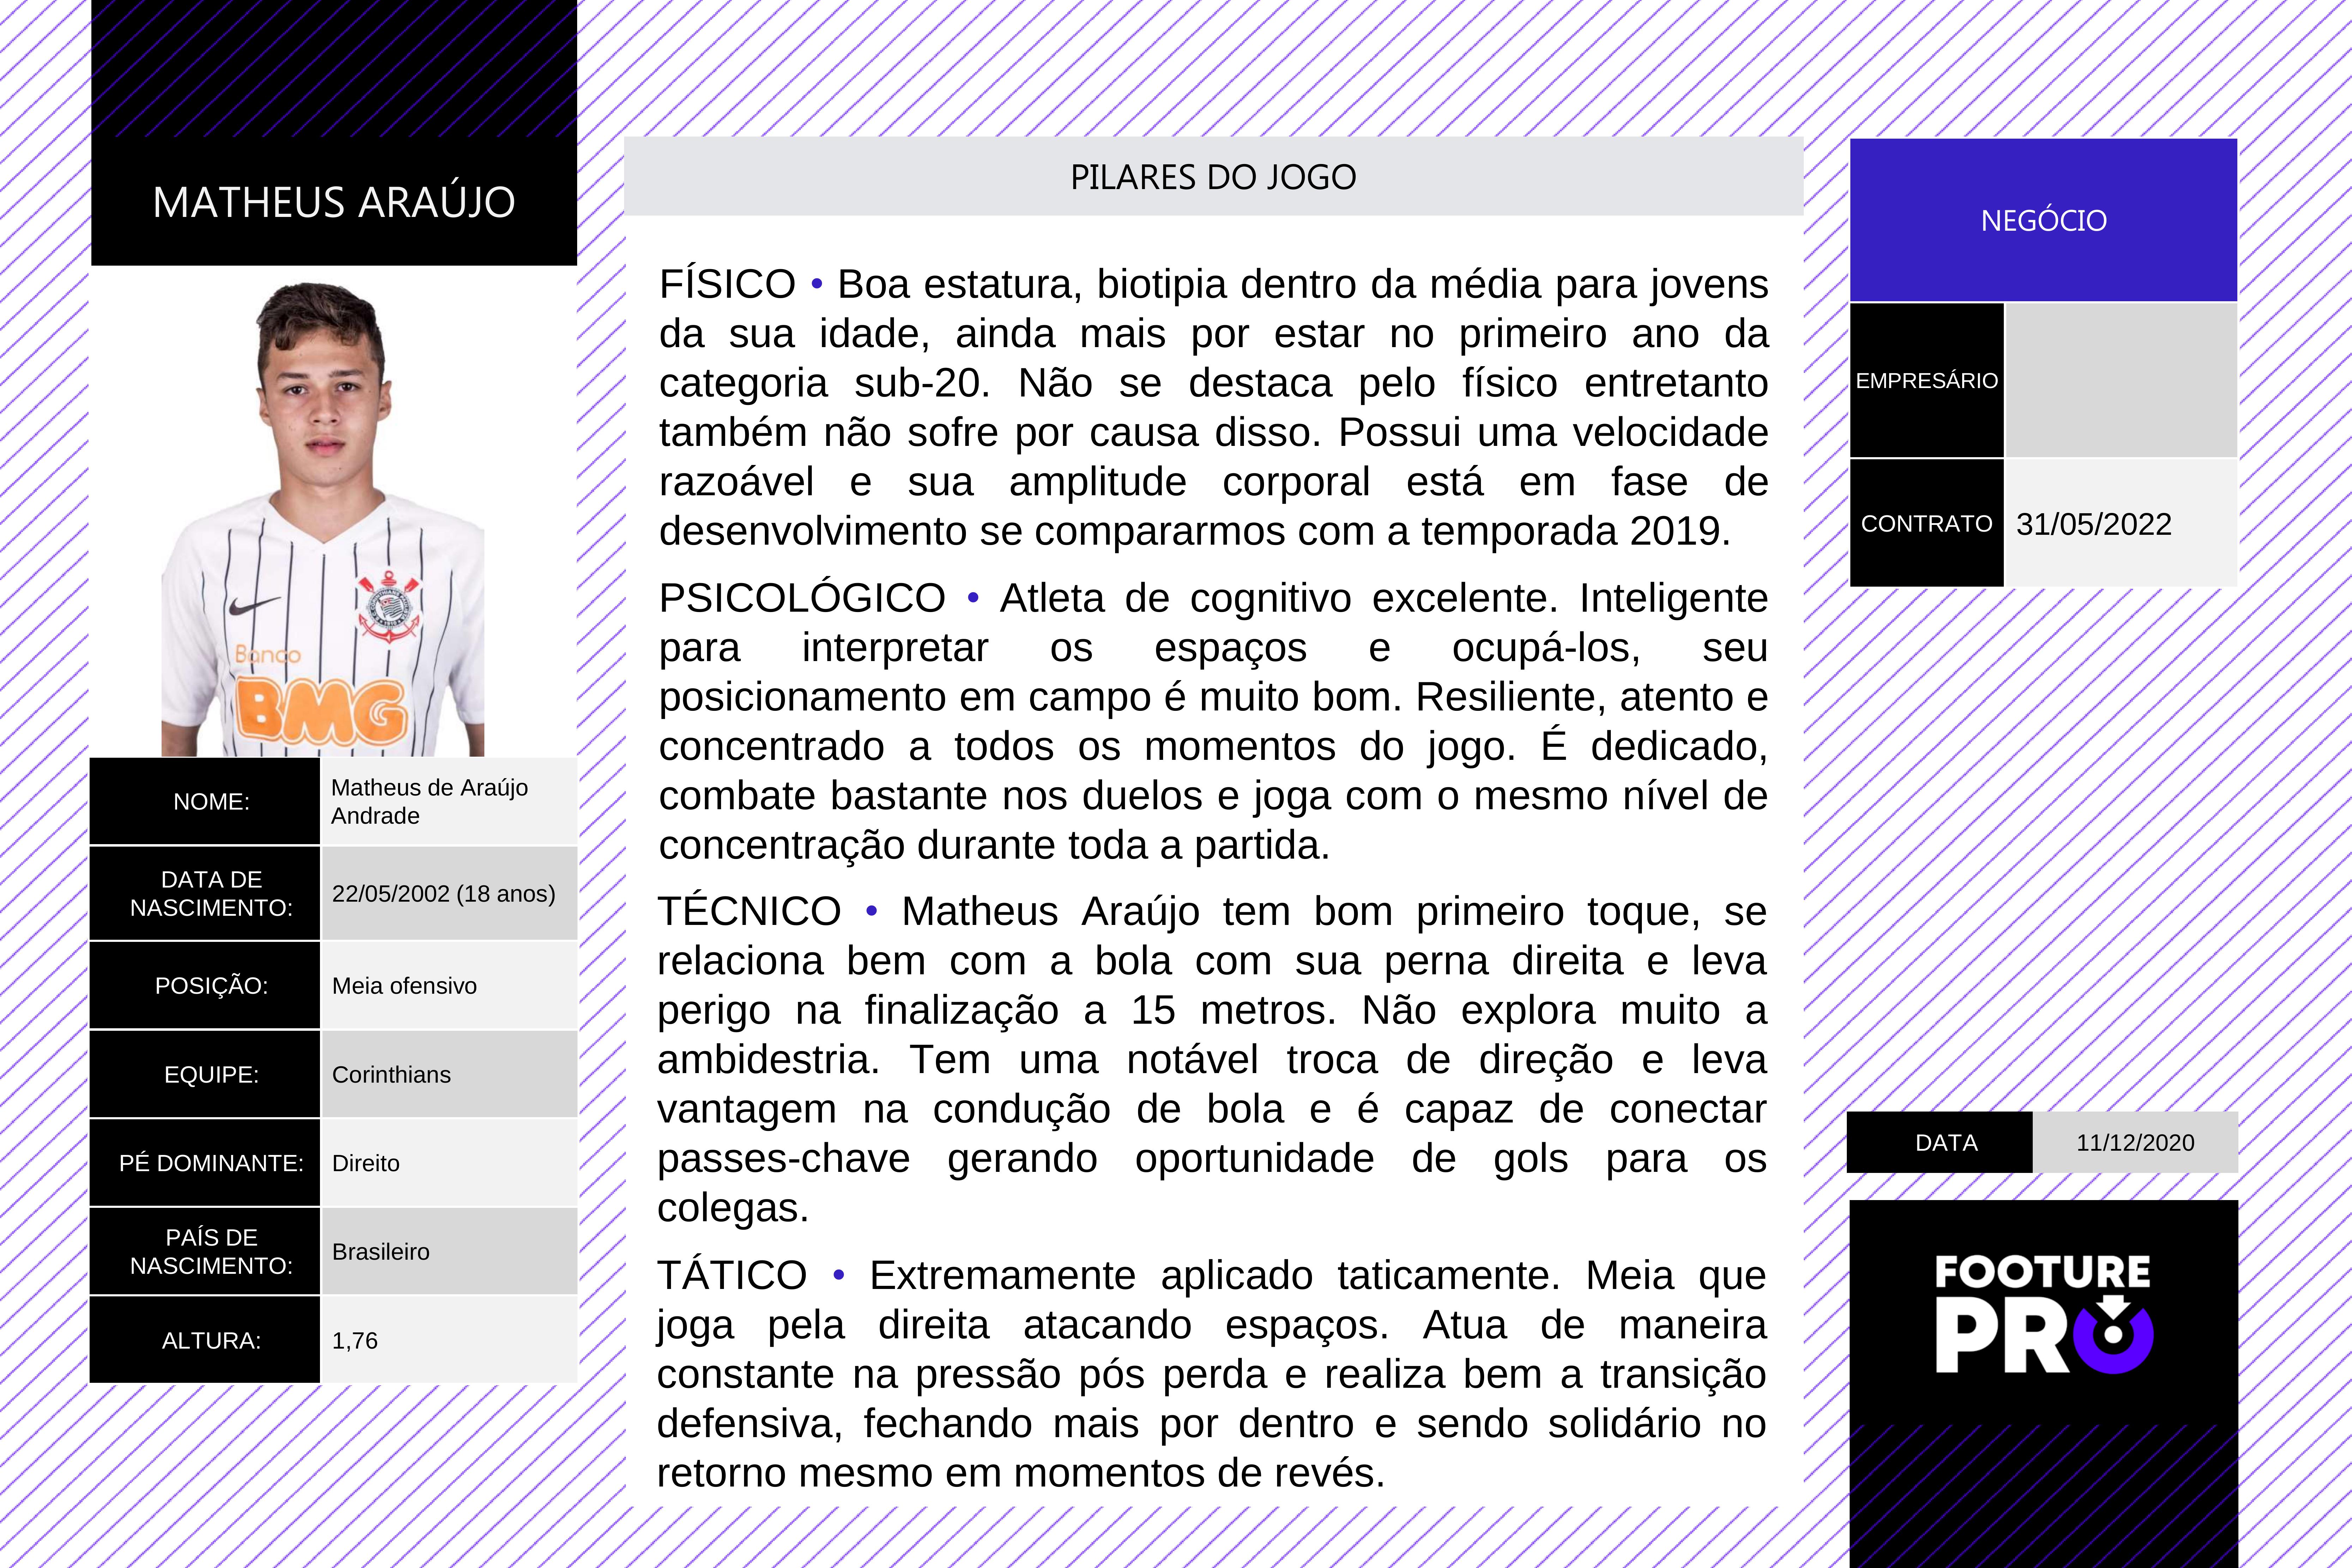 MATHEUS ARAÚJO
Banco
BMG
NOME:
Matheus de Araújo
Andrade
DATA DE
NASCIMENTO:
22/05/2002 (18 anos)
POSIÇÃO:
Meia ofensivo
EQUIPE:
Corinthians
PÉ DOMINANTE:
Direito
PAÍS DE
NASCIMENTO:
Brasileiro
ALTURA:
1,76
PILARES DO JOGO
FÍSICO • Boa estatura, biotipia dentro da média para jovens
da sua idade, ainda mais por estar no primeiro ano da
categoria sub-20. Não se destaca pelo físico entretanto
também não sofre por causa disso. Possui uma velocidade
razoável e sua amplitude corporal está em fase de
desenvolvimento se compararmos com a temporada 2019.
PSICOLÓGICO • Atleta de cognitivo excelente. Inteligente
para interpretar os espaços e ocupá-los, seu
posicionamento em campo é muito bom. Resiliente, atento e
concentrado a todos os momentos do jogo. É dedicado,
combate bastante nos duelos e joga com o mesmo nível de
concentração durante toda a partida.
TÉCNICO • Matheus Araújo tem bom primeiro toque, se
relaciona bem com a bola com sua perna direita e leva
perigo na finalização a 15 metros. Não explora muito a
ambidestria. Tem uma notável troca de direção e leva
vantagem na condução de bola e é capaz de conectar
passes-chave gerando oportunidade de gols para os
colegas.
TÁTICO • Extremamente aplicado taticamente. Meia que
joga pela direita atacando espaços. Atua de maneira
constante na pressão pós perda e realiza bem a transição
defensiva, fechando mais por dentro e sendo solidário no
retorno mesmo em momentos de revés.
NEGÓCIO
EMPRESÁRIO
CONTRATO
31/05/2022
DATA
11/12/2020
FOOTURE
PRO